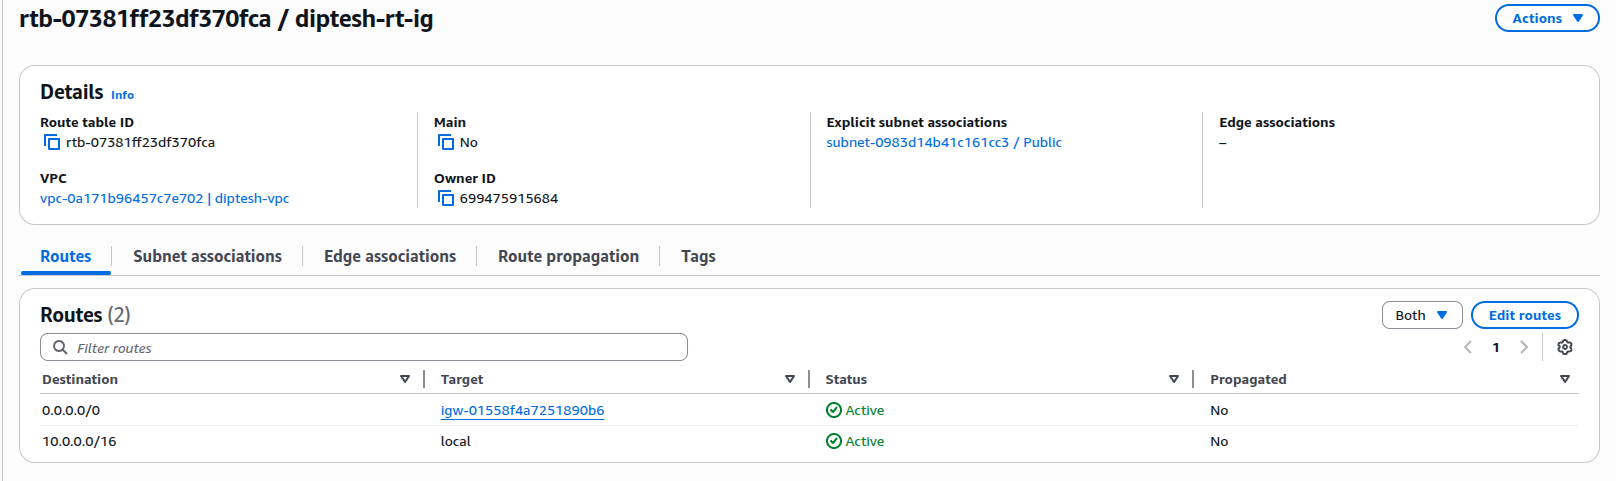 rtb-07381ff23df370fca / diptesh-rt-ig
Actions
Details Info
Route table ID
rtb-07381ff23df370fca
Main
No
Explicit subnet associations
subnet-0983d14b41c161cc3 / Public
Edge associations
–
VPC
vpc-0a171b96457c7e702 | diptesh-vpc
Owner ID
699475915684
Routes
Subnet associations
Edge associations
Route propagation
Tags
Routes (2)
Both
Edit routes
Filter routes
1
Destination Target Status Propagated
0.0.0.0/0 igw-01558f4a7251890b6 Active No
10.0.0.0/16 local Active No